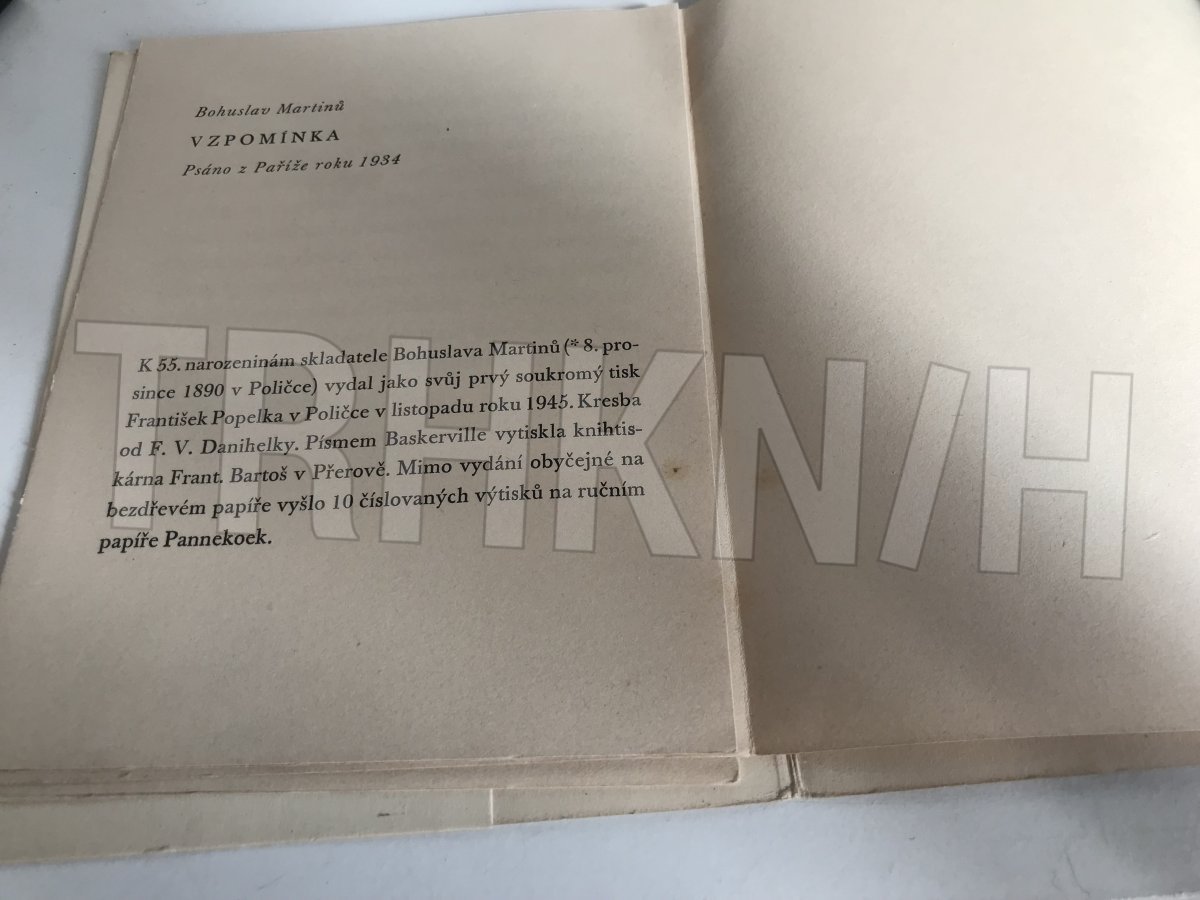 Bohuslav Martinů
VZPOMÍNKA
Psáno z Paříže roku 1934
K 55. narozeninám skladatele Bohuslava Martinů (* 8. pro-
since 1890 v Poličce) vydal jako svůj prvý soukromý tisk
František Popelka v Poličce v listopadu roku 1945. Kresba
od F. V. Danihelky. Písmem Baskerville vytiskla knihtis-
kárna Frant. Bartoš v Přerově. Mimo vydání obyčejné na
bezdřevém papíře vyšlo 10 číslovaných výtisků na ručním
papíře Pannekoek.
TRHKN/H